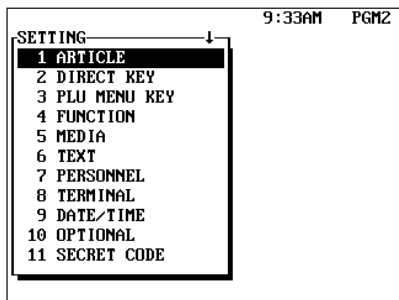 9:33AM PGM2
SETTING
1 ARTICLE
2 DIRECT KEY
3 PLU MENU KEY
4 FUNCTION
5 MEDIA
6 TEXT
7 PERSONNEL
8 TERMINAL
9 DATE/TIME
10 OPTIONAL
11 SECRET CODE